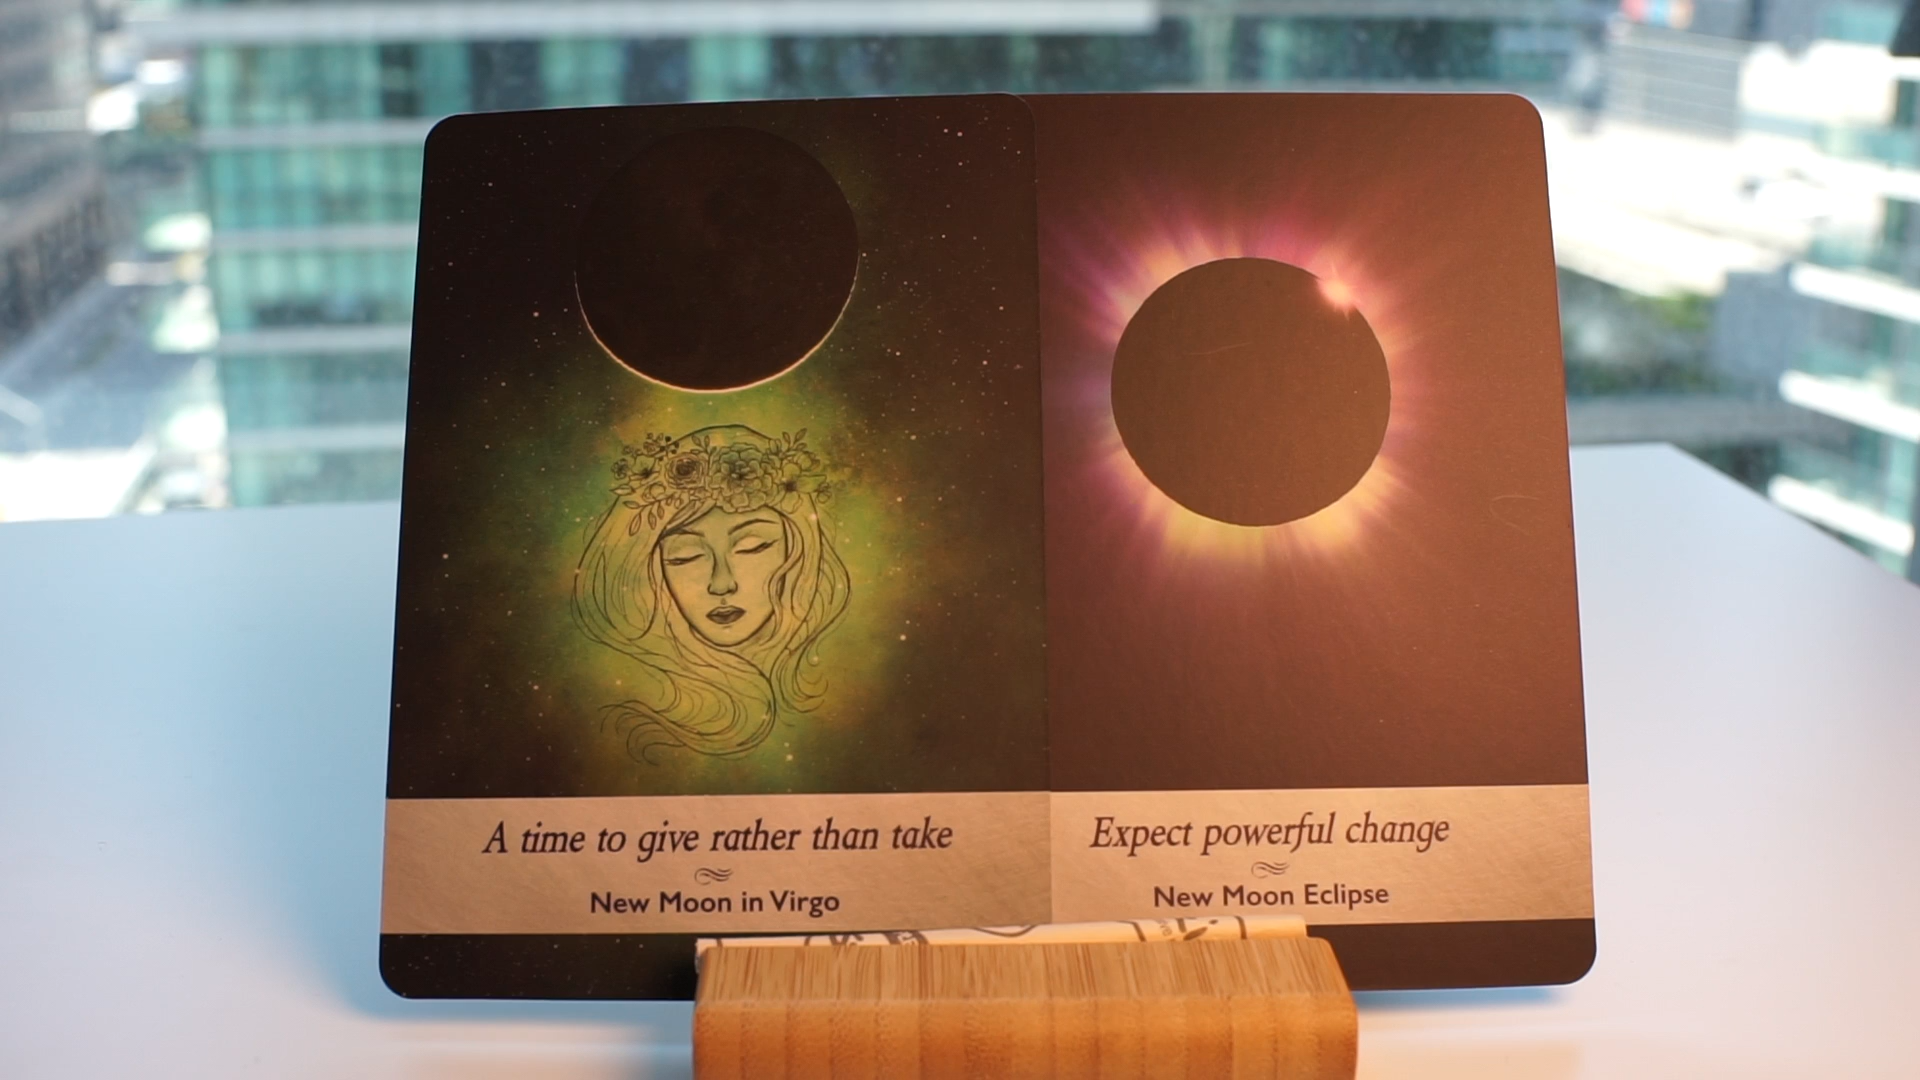 A time to give rather than take
New Moon in Virgo
Expect powerful change
New Moon Eclipse